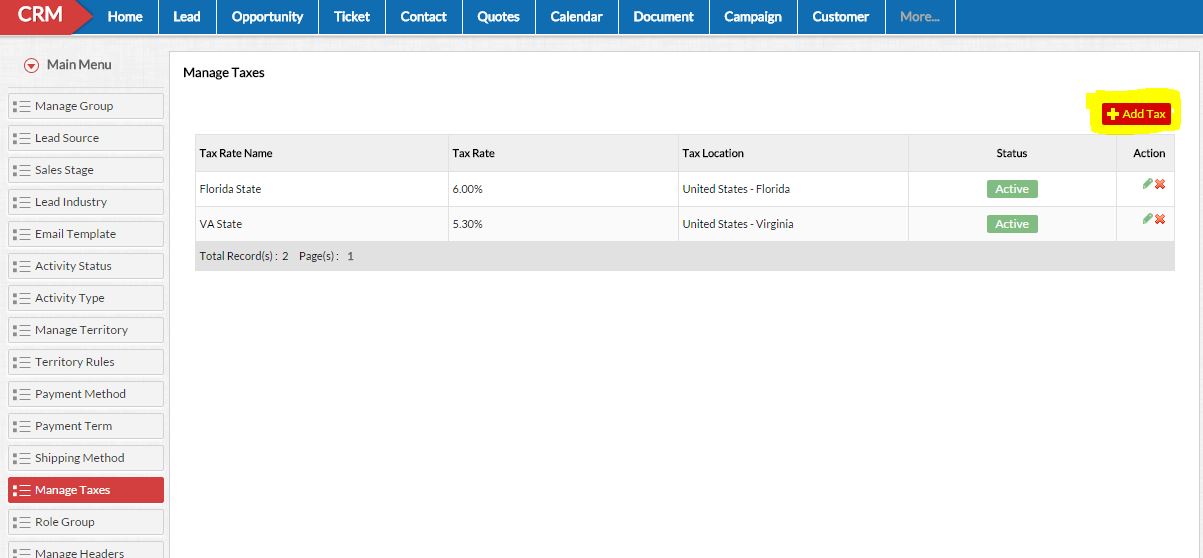 CRM Home Lead Opportunity Ticket Contact Quotes Calendar Document Campaign Customer More...
Main Menu
Manage Group
Lead Source
Sales Stage
Lead Industry
Email Template
Activity Status
Activity Type
Manage Territory
Territory Rules
Payment Method
Payment Term
Shipping Method
Manage Taxes
Role Group
Manage Headers
Manage Taxes
Add Tax
Tax Rate Name Tax Rate Tax Location Status Action
Florida State 6.00% United States - Florida Active
VA State 5.30% United States - Virginia Active
Total Record(s) : 2 Page(s) : 1